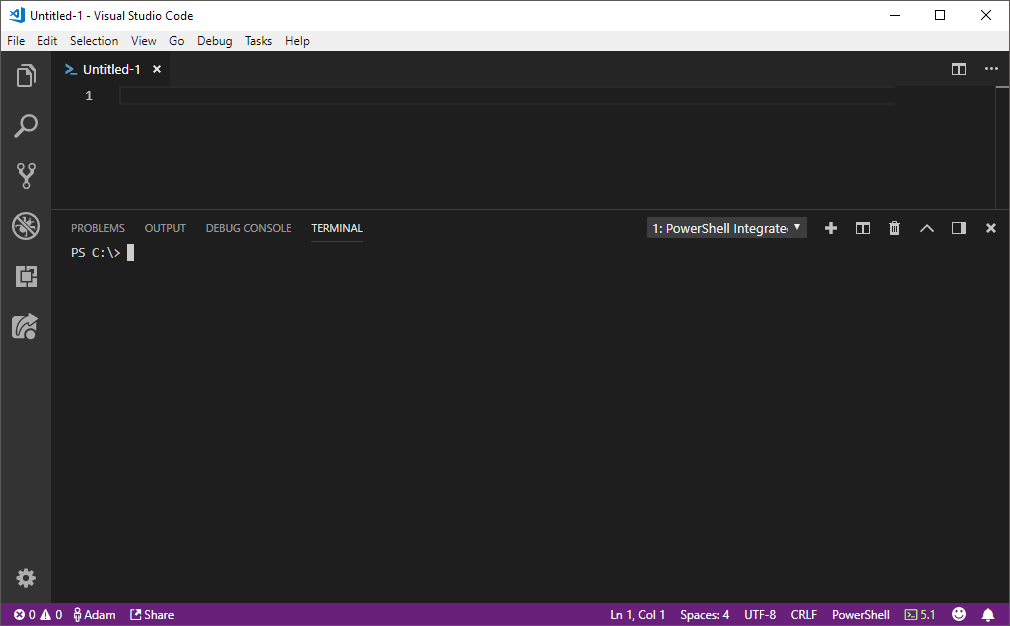 Untitled-1 - Visual Studio Code
File Edit Selection View Go Debug Tasks Help
Untitled-1
1
PROBLEMS OUTPUT DEBUG CONSOLE TERMINAL 1: PowerShell Integrate
PS C:\>
0 0 Adam Share Ln 1, Col 1 Spaces: 4 UTF-8 CRLF PowerShell 5.1